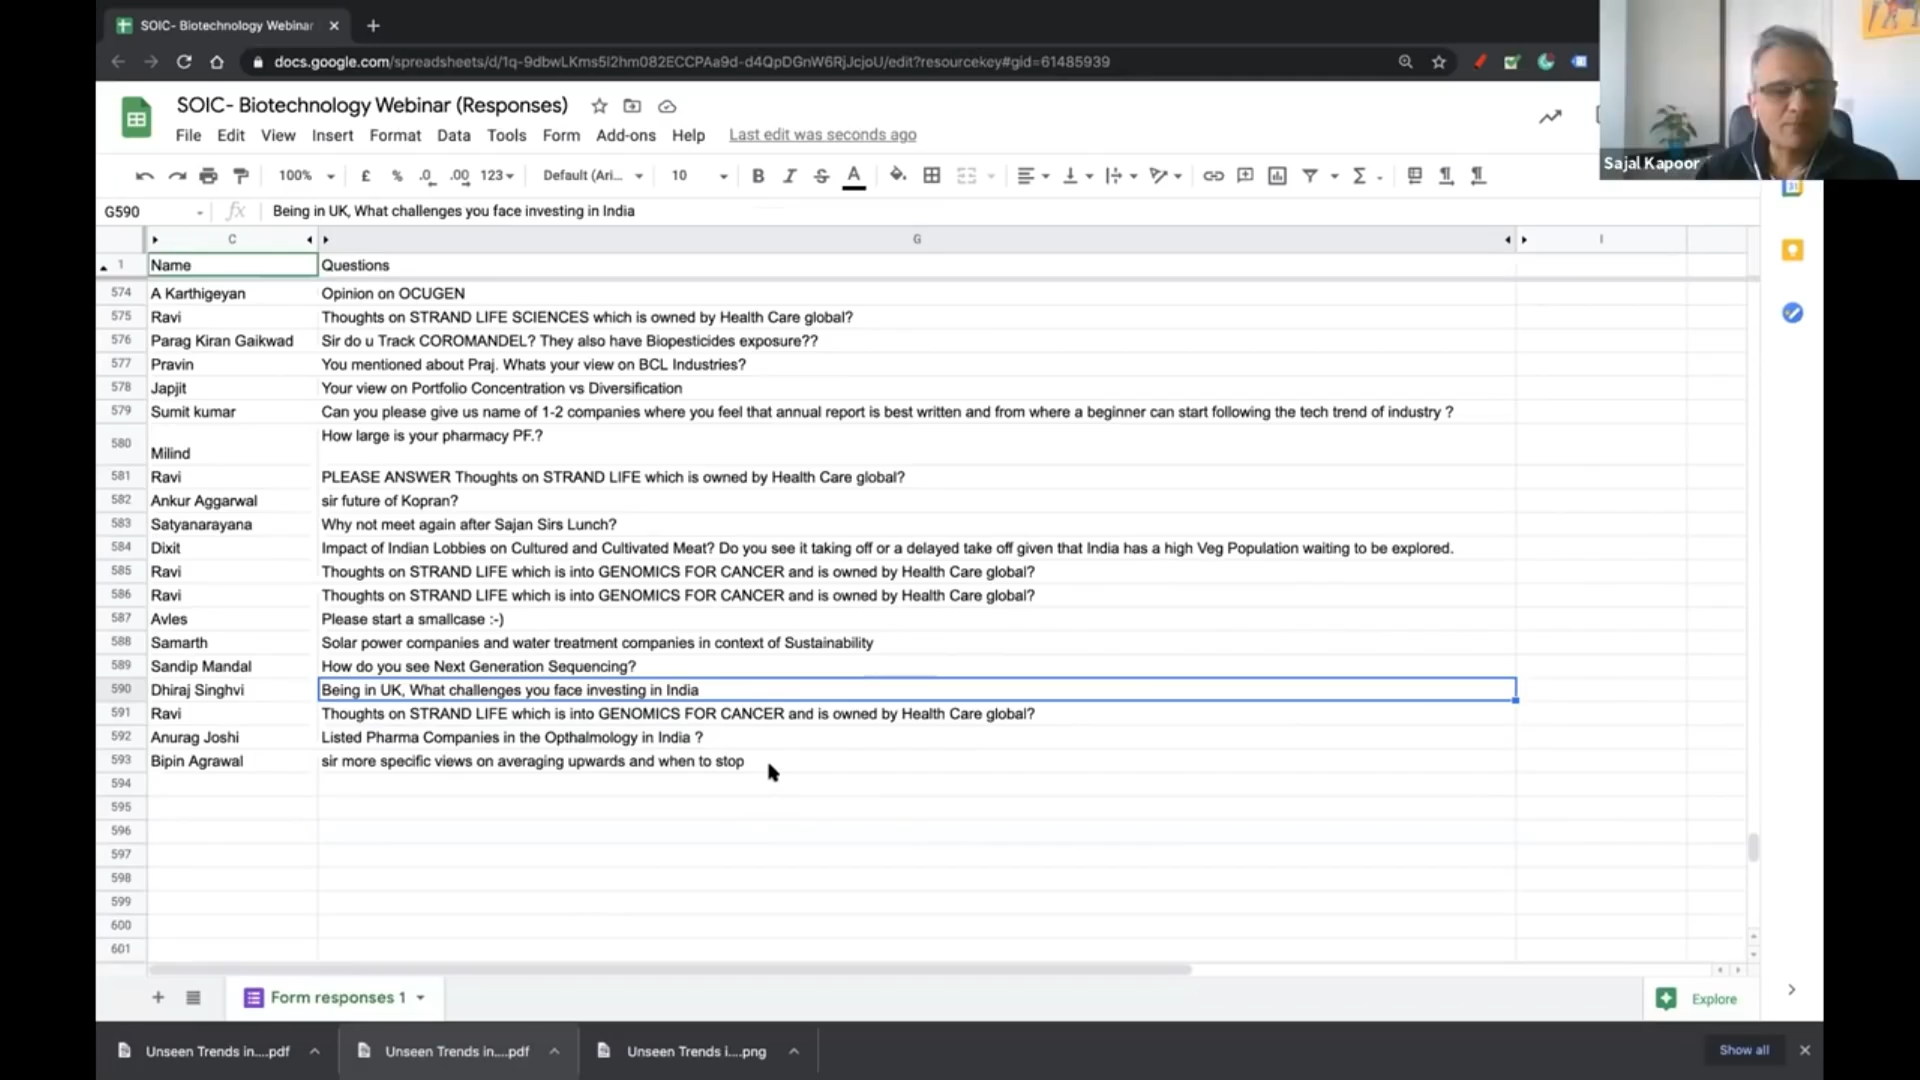 SOIC- Biotechnology Webinar
docs.google.com/spreadsheets/d/1q-9dbwLKms5l2hm082ECCPAa9d-d4QpDGnW6RjJcjoU/edit?resourcekey#gid=61485939
SOIC- Biotechnology Webinar (Responses)
File Edit View Insert Format Data Tools Form Add-ons Help Last edit was seconds ago
Sajal Kapoor
100% £ % .0 .00 123 Default (Ari... 10 B I S A
G590 fx Being in UK, What challenges you face investing in India
C G I
1 Name Questions
574 A Karthigeyan Opinion on OCUGEN
575 Ravi Thoughts on STRAND LIFE SCIENCES which is owned by Health Care global?
576 Parag Kiran Gaikwad Sir do u Track COROMANDEL? They also have Biopesticides exposure??
577 Pravin You mentioned about Praj. Whats your view on BCL Industries?
578 Japjit Your view on Portfolio Concentration vs Diversification
579 Sumit kumar Can you please give us name of 1-2 companies where you feel that annual report is best written and from where a beginner can start following the tech trend of industry ?
580 Milind How large is your pharmacy PF.?
581 Ravi PLEASE ANSWER Thoughts on STRAND LIFE which is owned by Health Care global?
582 Ankur Aggarwal sir future of Kopran?
583 Satyanarayana Why not meet again after Sajan Sirs Lunch?
584 Dixit Impact of Indian Lobbies on Cultured and Cultivated Meat? Do you see it taking off or a delayed take off given that India has a high Veg Population waiting to be explored.
585 Ravi Thoughts on STRAND LIFE which is into GENOMICS FOR CANCER and is owned by Health Care global?
586 Ravi Thoughts on STRAND LIFE which is into GENOMICS FOR CANCER and is owned by Health Care global?
587 Avles Please start a smallcase :-)
588 Samarth Solar power companies and water treatment companies in context of Sustainability
589 Sandip Mandal How do you see Next Generation Sequencing?
590 Dhiraj Singhvi Being in UK, What challenges you face investing in India
591 Ravi Thoughts on STRAND LIFE which is into GENOMICS FOR CANCER and is owned by Health Care global?
592 Anurag Joshi Listed Pharma Companies in the Opthalmology in India ?
593 Bipin Agrawal sir more specific views on averaging upwards and when to stop
594
595
596
597
598
599
600
601
Form responses 1 Explore
Unseen Trends in....pdf Unseen Trends in....pdf Unseen Trends i....png Show all